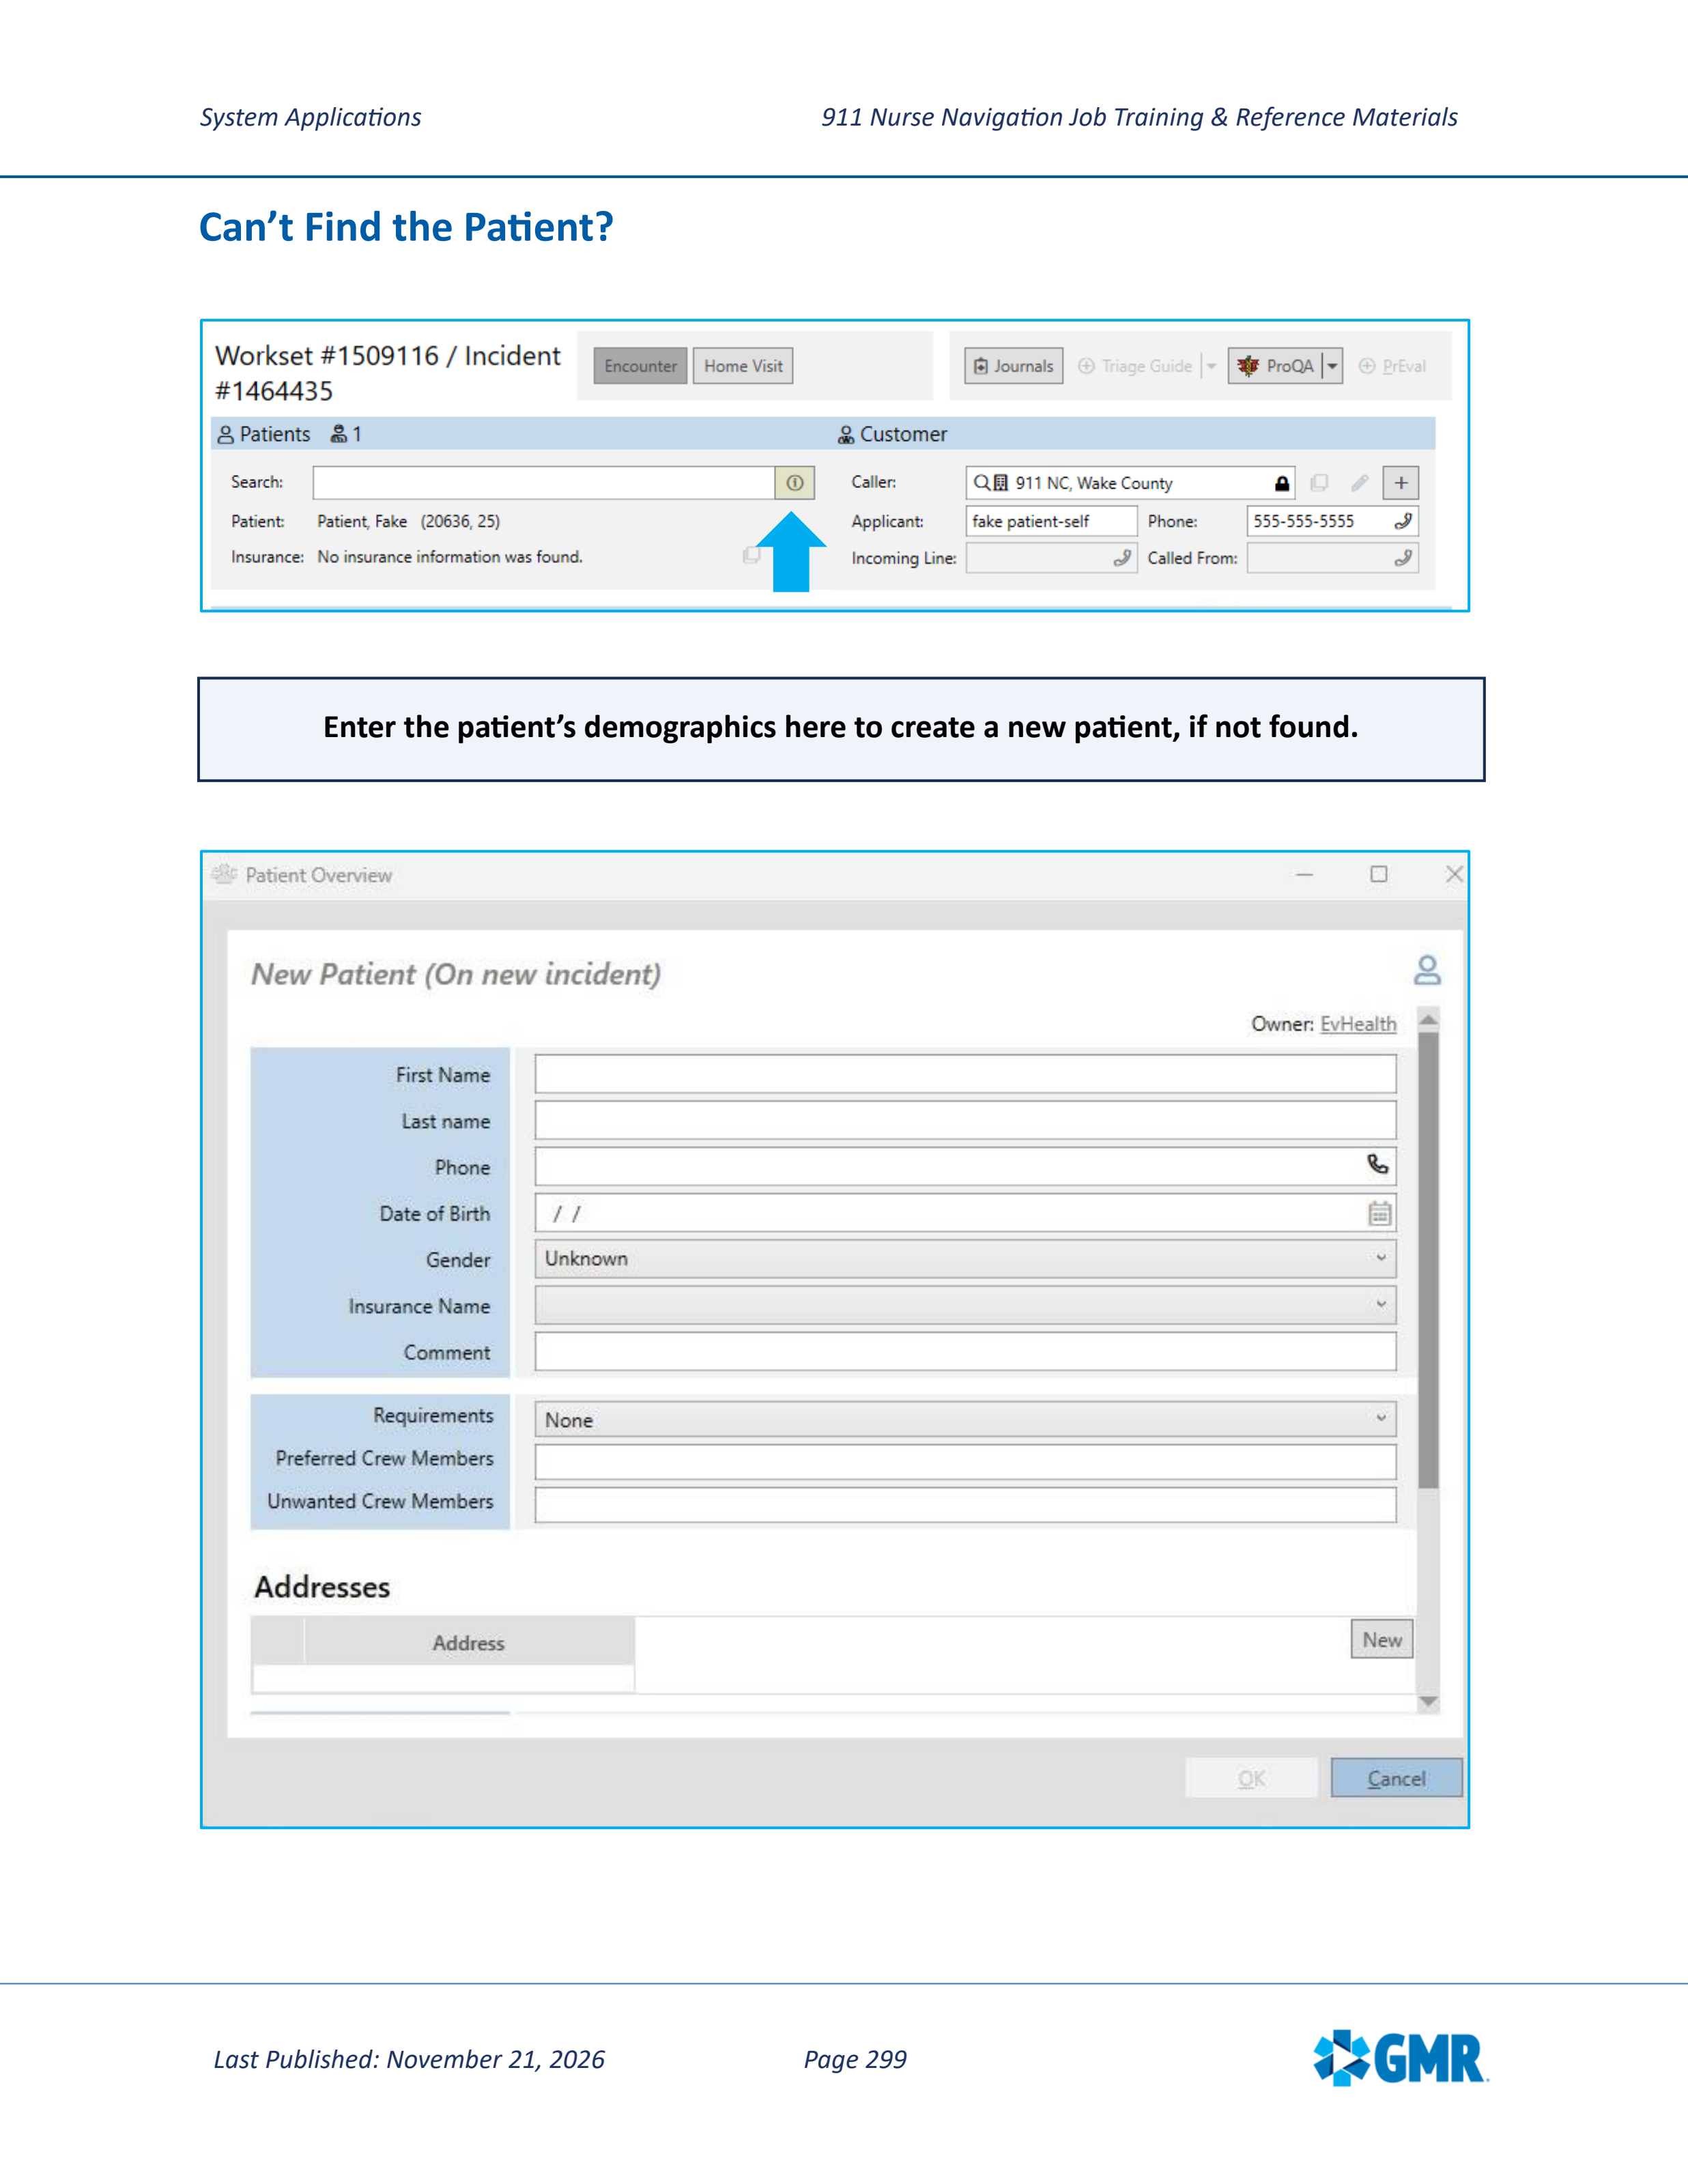 System Applications 911 Nurse Navigation Job Training & Reference Materials
Can’t Find the Patient?
Workset #1509116 / Incident
#1464435
Encounter Home Visit Journals Triage Guide ProQA PrEval
Patients 1 Customer
Search: Caller: 911 NC, Wake County
Patient: Patient, Fake (20636, 25) Applicant: fake patient-self Phone: 555-555-5555
Insurance: No insurance information was found. Incoming Line: Called From:
Enter the patient’s demographics here to create a new patient, if not found.
Patient Overview
New Patient (On new incident)
Owner: EvHealth
First Name
Last name
Phone
Date of Birth / /
Gender Unknown
Insurance Name
Comment
Requirements None
Preferred Crew Members
Unwanted Crew Members
Addresses
Address New
OK Cancel
Last Published: November 21, 2026 Page 299 GMR